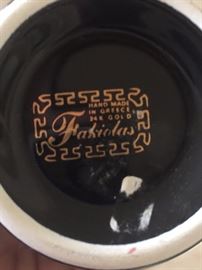 HAND MADE
IN GREECE
24K GOLD
Fakiolas